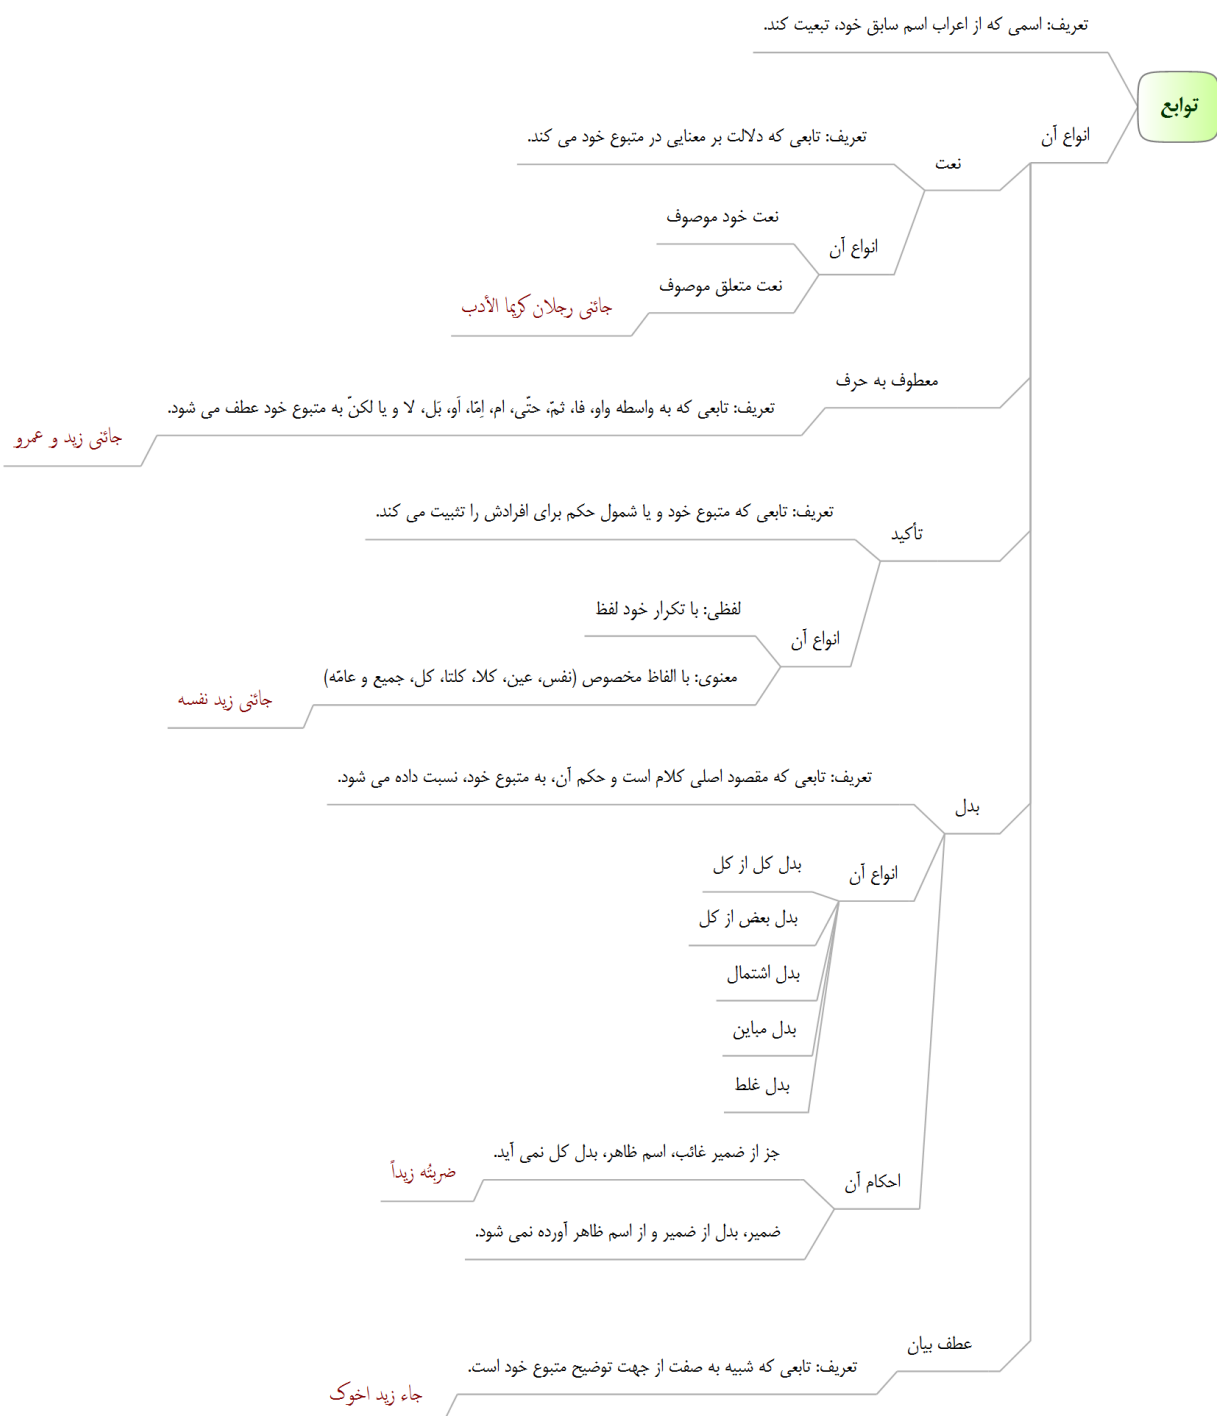 توابع
تعریف: اسمی که از اعراب اسم سابق خود، تبعیت کند.
انواع آن
نعت
تعریف: تابعی که دلالت بر معنایی در متبوع خود می کند.
انواع آن
نعت خود موصوف
نعت متعلق موصوف
جائنی رجلان کریما الأدب
معطوف به حرف
تعریف: تابعی که به واسطه واو، فا، ثمّ، حتّی، ام، اِمّا، اَو، بَل، لا و یا لکنّ به متبوع خود عطف می شود.
جائنی زید و عمرو
تأکید
تعریف: تابعی که متبوع خود و یا شمول حکم برای افرادش را تثبیت می کند.
انواع آن
لفظی: با تکرار خود لفظ
معنوی: با الفاظ مخصوص (نفس، عین، کلا، کلتا، کل، جمیع و عامّه)
جائنی زید نفسه
بدل
تعریف: تابعی که مقصود اصلی کلام است و حکم آن، به متبوع خود، نسبت داده می شود.
انواع آن
بدل کل از کل
بدل بعض از کل
بدل اشتمال
بدل مباین
بدل غلط
احکام آن
جز از ضمیر غائب، اسم ظاهر، بدل کل نمی آید.
ضربتُه زیداً
ضمیر، بدل از ضمیر و از اسم ظاهر آورده نمی شود.
عطف بیان
تعریف: تابعی که شبیه به صفت از جهت توضیح متبوع خود است.
جاء زید اخوک